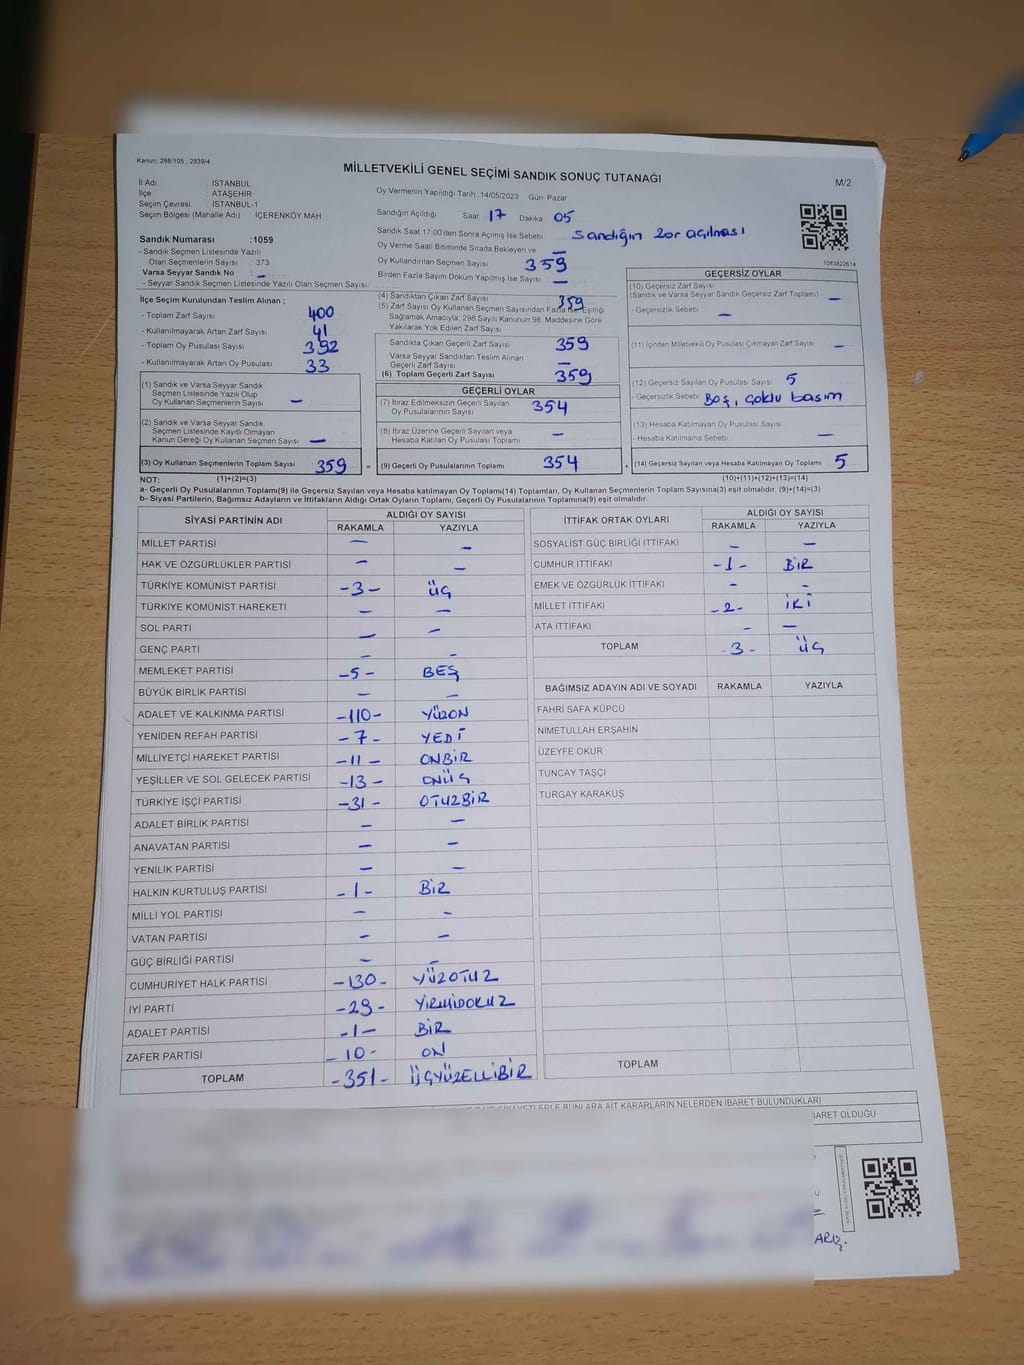 Kanun: 298/105 _ 2839/4
MİLLETVEKİLİ GENEL SEÇİMİ SANDIK SONUÇ TUTANAĞI
M/2
İl Adı İSTANBUL
İlçe ATAŞEHİR
Seçim Çevresi İSTANBUL-1
Seçim Bölgesi (Mahalle Adı) İÇERENKÖY MAH.
Sandık Numarası :1059
- Sandık Seçmen Listesinde Yazılı
Olan Seçmenlerin Sayısı : 373
Varsa Seyyar Sandık No : –
- Seyyar Sandık Seçmen Listesinde Yazılı Olan Seçmen Sayısı:
Oy Vermenin Yapıldığı Tarih 14/05/2023 Gün Pazar
Sandığın Açıldığı Saat 17 Dakika 05
Sandık Saat 17:00'den Sonra Açımış İse Sebebi Sandığın zor açılması
Oy Verme Saati Bitiminde Sırada Bekleyen ve –
Oy Kullandırılan Seçmen Sayısı 359
Birden Fazla Sayım Döküm Yapılmış İse Sayısı –
1083822614
İlçe Seçim Kurulundan Teslim Alınan ;
- Toplam Zarf Sayısı 400
- Kullanılmayarak Artan Zarf Sayısı 41
- Toplam Oy Pusulası Sayısı 392
- Kullanılmayarak Artan Oy Pusulası 33
(1) Sandık ve Varsa Seyyar Sandık
Seçmen Listesinde Yazılı Olup
Oy Kullanan Seçmenlerin Sayısı –
(2) Sandık ve Varsa Seyyar Sandık
Seçmen Listesinde Kayıtlı Olmayan
Kanun Gereği Oy Kullanan Seçmen Sayısı –
(3) Oy Kullanan Seçmenlerin Toplam Sayısı 359 =
(4) Sandıktan Çıkan Zarf Sayısı 359
(5) Zarf Sayısı Oy Kullanan Seçmen Sayısından Fazla ise, Eşitliği
Sağlamak Amacıyla, 298 Sayılı Kanunun 98. Maddesine Göre
Yakılarak Yok Edilen Zarf Sayısı
Sandıkta Çıkan Geçerli Zarf Sayısı 359
Varsa Seyyar Sandıktan Teslim Alınan
Geçerli Zarf Sayısı –
(6) Toplam Geçerli Zarf Sayısı 359
GEÇERLİ OYLAR
(7) İtiraz Edilmeksizin Geçerli Sayılan
Oy Pusulalarının Sayısı 354
(8) İtiraz Üzerine Geçerli Sayılan veya
Hesaba Katılan Oy Pusulası Toplamı –
(9) Geçerli Oy Pusulalarının Toplamı 354 +
GEÇERSİZ OYLAR
(10) Geçersiz Zarf Sayısı
(Sandık ve Varsa Seyyar Sandık Geçersiz Zarf Toplamı) –
- Geçersizlik Sebebi –
(11) İçinden Milletvekili Oy Pusulası Çıkmayan Zarf Sayısı –
(12) Geçersiz Sayılan Oy Pusulası Sayısı 5
- Geçersizlik Sebebi Boş, çoklu basım
(13) Hesaba Katılmayan Oy Pusulası Sayısı
- Hesaba Katılmama Sebebi –
(14) Geçersiz Sayılan veya Hesaba Katılmayan Oy Toplamı 5
NOT: (1)+(2)=(3) (10)+(11)+(12)+(13)=(14)
a- Geçerli Oy Pusulalarının Toplamı(9) ile Geçersiz Sayılan veya Hesaba katılmayan Oy Toplamı(14) Toplamları, Oy Kullanan Seçmenlerin Toplam Sayısına(3) eşit olmalıdır. (9)+(14)=(3)
b- Siyasi Partilerin, Bağımsız Adayların ve İttifakların Aldığı Ortak Oyların Toplamı, Geçerli Oy Pusulalarının Toplamına(9) eşit olmalıdır.
SİYASİ PARTİNİN ADI ALDIĞI OY SAYISI
RAKAMLA YAZIYLA
MİLLET PARTİSİ – –
HAK VE ÖZGÜRLÜKLER PARTİSİ – –
TÜRKİYE KOMÜNİST PARTİSİ -3- ÜÇ
TÜRKİYE KOMÜNİST HAREKETİ – –
SOL PARTİ – –
GENÇ PARTİ – –
MEMLEKET PARTİSİ -5- BEŞ
BÜYÜK BİRLİK PARTİSİ – –
ADALET VE KALKINMA PARTİSİ -110- YÜZON
YENİDEN REFAH PARTİSİ -7- YEDİ
MİLLİYETÇİ HAREKET PARTİSİ -11- ONBİR
YEŞİLLER VE SOL GELECEK PARTİSİ -13- ONÜÇ
TÜRKİYE İŞÇİ PARTİSİ -31- OTUZBİR
ADALET BİRLİK PARTİSİ – –
ANAVATAN PARTİSİ – –
YENİLİK PARTİSİ – –
HALKIN KURTULUŞ PARTİSİ -1- BİR
MİLLİ YOL PARTİSİ – –
VATAN PARTİSİ – –
GÜÇ BİRLİĞİ PARTİSİ – –
CUMHURİYET HALK PARTİSİ -130- YÜZOTUZ
İYİ PARTİ -29- YİRMİDOKUZ
ADALET PARTİSİ -1- BİR
ZAFER PARTİSİ -10- ON
TOPLAM -351- ÜÇYÜZELLİBİR
İTTİFAK ORTAK OYLARI ALDIĞI OY SAYISI
RAKAMLA YAZIYLA
SOSYALİST GÜÇ BİRLİĞİ İTTİFAKI – –
CUMHUR İTTİFAKI -1- BİR
EMEK VE ÖZGÜRLÜK İTTİFAKI – –
MİLLET İTTİFAKI -2- İKİ
ATA İTTİFAKI – –
TOPLAM -3- ÜÇ
BAĞIMSIZ ADAYIN ADI VE SOYADI RAKAMLA YAZIYLA
FAHRİ SAFA KÜPCÜ
NİMETULLAH ERŞAHİN
ÜZEYFE OKUR
TUNCAY TAŞÇI
TURGAY KARAKUŞ
TOPLAM
BUNLARA AİT KARARLARIN NELERDEN İBARET BULUNDUKLARI
BARET OLDUĞU
ARIZ.